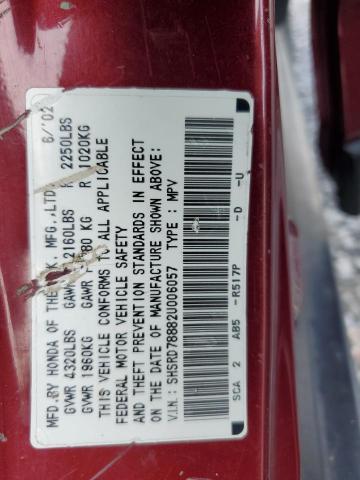 MFD.BY HONDA OF THE U.K. MFG.,LTD. 8/'02
GVWR 4320LBS GAWR F 2160LBS R 2250LBS
GVWR 1960KG GAWR F 980 KG R 1020KG
THIS VEHICLE CONFORMS TO ALL APPLICABLE
FEDERAL MOTOR VEHICLE SAFETY
AND THEFT PREVENTION STANDARDS IN EFFECT
ON THE DATE OF MANUFACTURE SHOWN ABOVE.
V.I.N.: SHSRD78882U006057 TYPE : MPV
SCA 2 AB5 -R517P -D -U